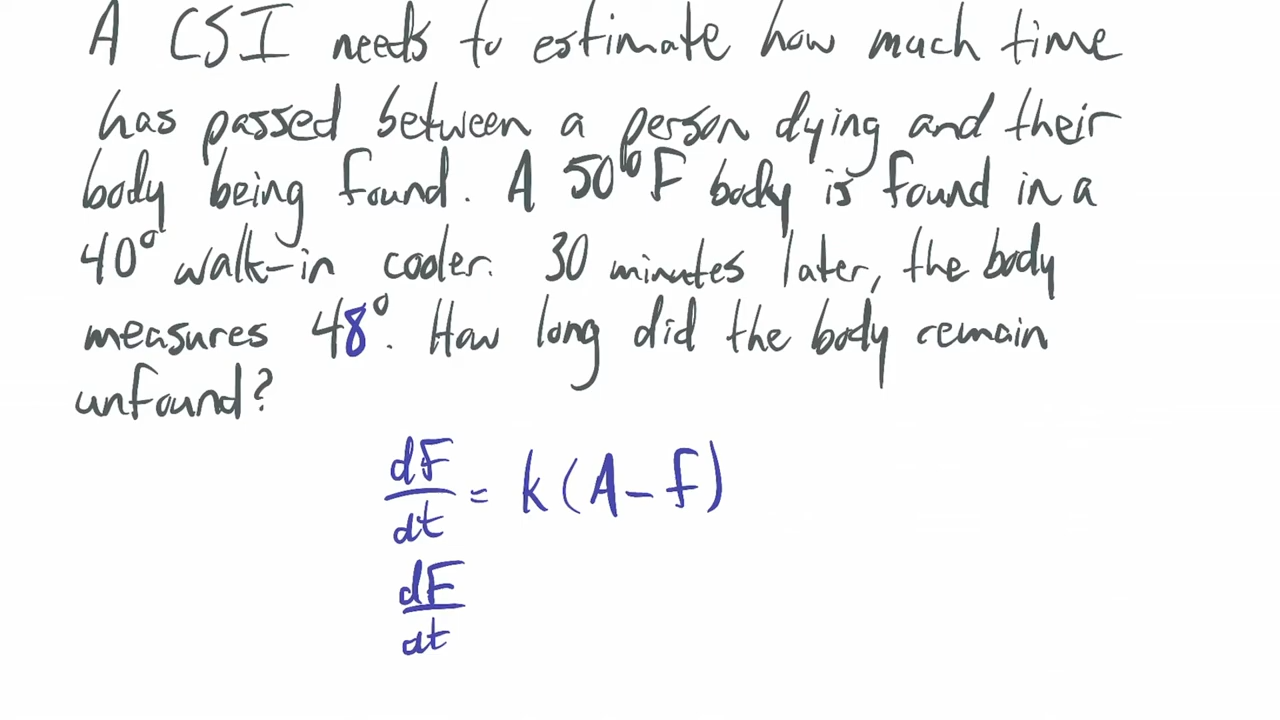 A CSI needs to estimate how much time
has passed between a person dying and their
body being found. A 50°F body is found in a
40° walk-in cooler. 30 minutes later, the body
measures 48°. How long did the body remain
unfound?
dF/dt = k(A-F)
dF/dt